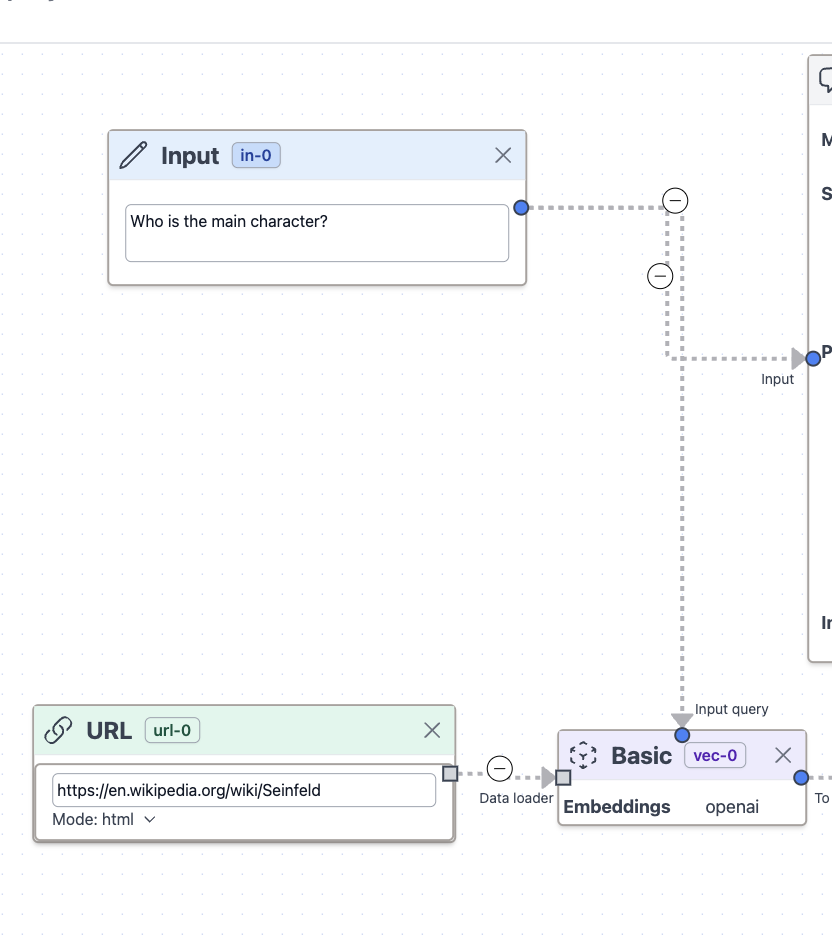 Input in-0
Who is the main character?
M
S
P
Input
In
Input query
URL url-0
https://en.wikipedia.org/wiki/Seinfeld
Mode: html
Data loader
Basic vec-0
Embeddings openai
To